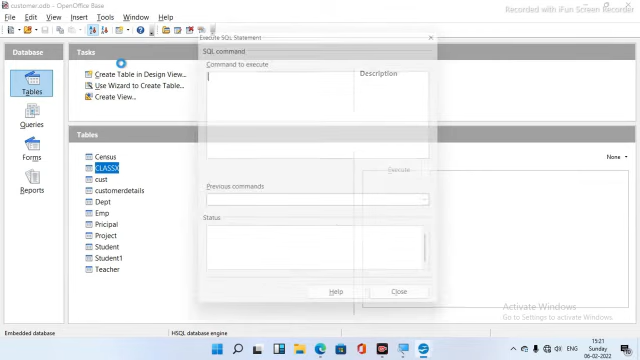 customer.odb - OpenOffice Base
Recorded with iFun Screen Recorder
File Edit View Insert Tools Window Help
Execute SQL Statement
Database
Tasks
SQL command
Command to execute
Description
Create Table in Design View...
Use Wizard to Create Table...
Create View...
Tables
Queries
Forms
Reports
Tables
None
Census
CLASSX
cust
customerdetails
Dept
Emp
Pricipal
Project
Student
Student1
Teacher
Execute
Previous commands
Status
Help
Close
Activate Windows
Go to Settings to activate Windows.
Embedded database
HSQL database engine
ENG
15:21
Sunday
06-02-2022